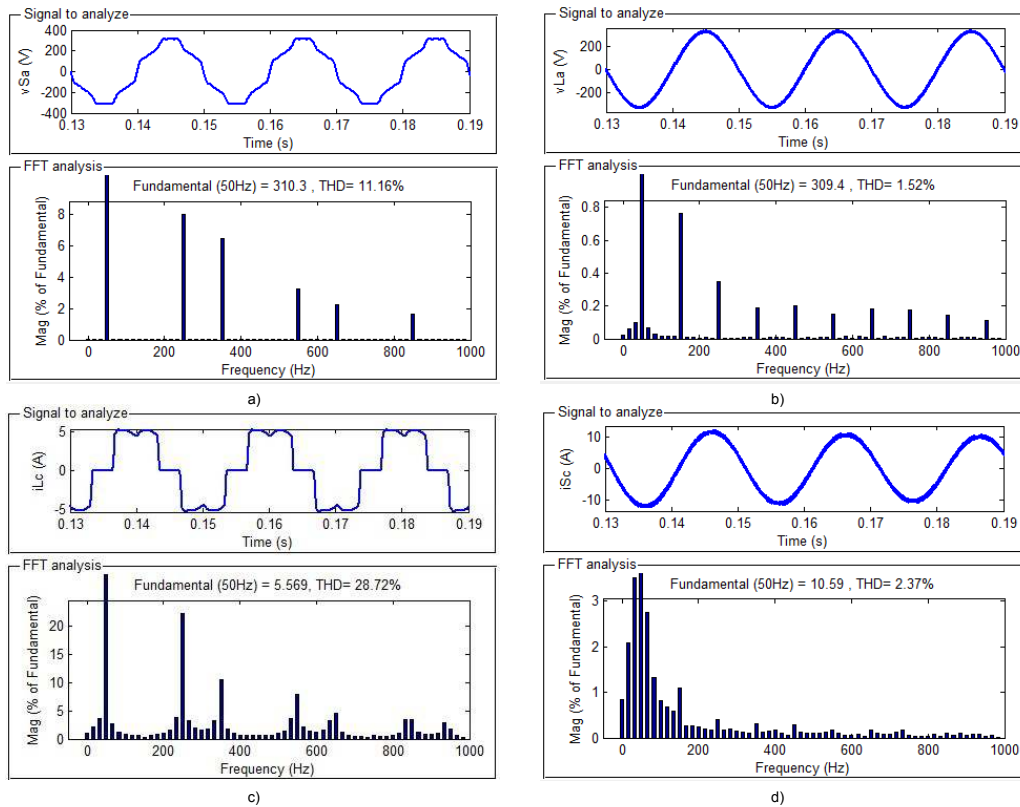 Signal to analyze
400
200
0
-200
-400
vSa (V)
0.13 0.14 0.15 0.16 0.17 0.18 0.19
Time (s)
FFT analysis
Fundamental (50Hz) = 310.3 , THD= 11.16%
8
6
4
2
0
Mag (% of Fundamental)
0 200 400 600 800 1000
Frequency (Hz)
a)
Signal to analyze
200
0
-200
vLa (V)
0.13 0.14 0.15 0.16 0.17 0.18 0.19
Time (s)
FFT analysis
Fundamental (50Hz) = 309.4 , THD= 1.52%
0.8
0.6
0.4
0.2
0
Mag (% of Fundamental)
0 200 400 600 800 1000
Frequency (Hz)
b)
Signal to analyze
5
0
-5
iLc (A)
0.13 0.14 0.15 0.16 0.17 0.18 0.19
Time (s)
FFT analysis
Fundamental (50Hz) = 5.569, THD= 28.72%
20
15
10
5
0
Mag (% of Fundamental)
0 200 400 600 800 1000
Frequency (Hz)
c)
Signal to analyze
10
0
-10
iSc (A)
0.13 0.14 0.15 0.16 0.17 0.18 0.19
Time (s)
FFT analysis
Fundamental (50Hz) = 10.59 , THD= 2.37%
3
2
1
0
Mag (% of Fundamental)
0 200 400 600 800 1000
Frequency (Hz)
d)